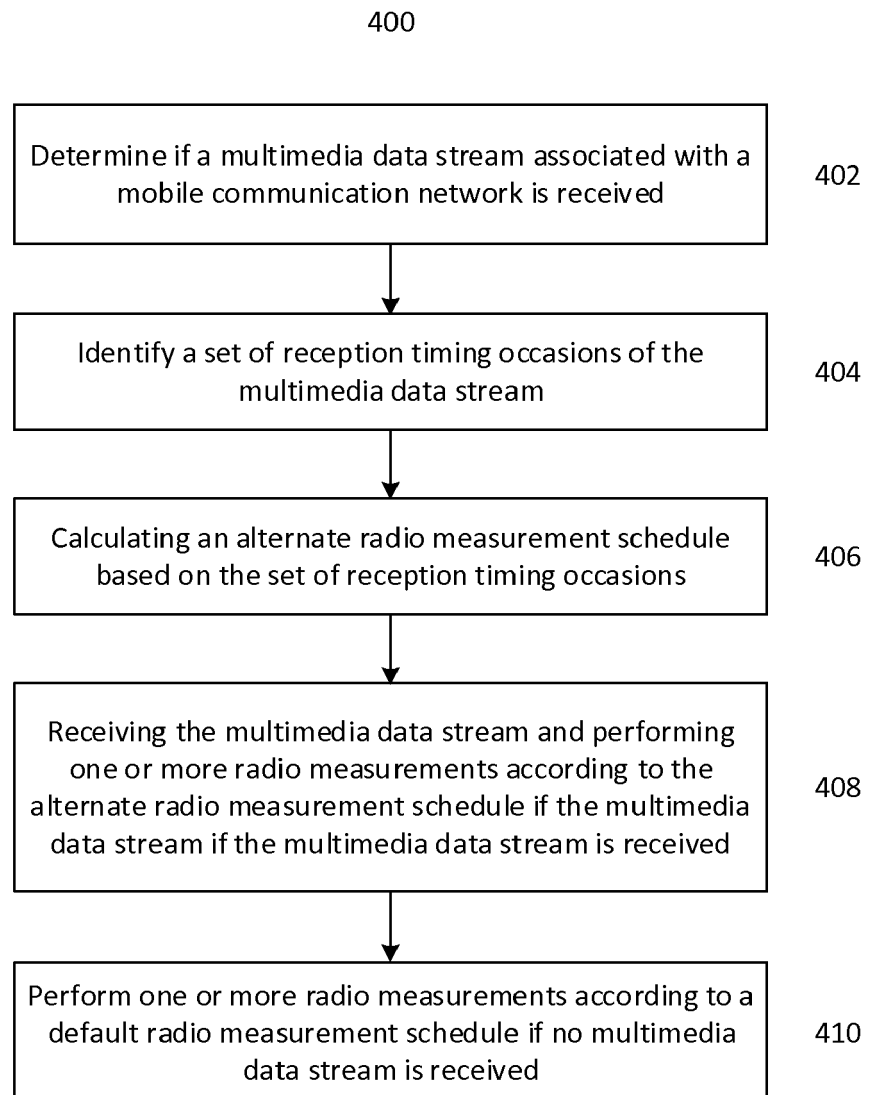 400
Determine if a multimedia data stream associated with a
mobile communication network is received
402
Identify a set of reception timing occasions of the
multimedia data stream
404
Calculating an alternate radio measurement schedule
based on the set of reception timing occasions
406
Receiving the multimedia data stream and performing
one or more radio measurements according to the
alternate radio measurement schedule if the multimedia
data stream if the multimedia data stream is received
408
Perform one or more radio measurements according to a
default radio measurement schedule if no multimedia
data stream is received
410